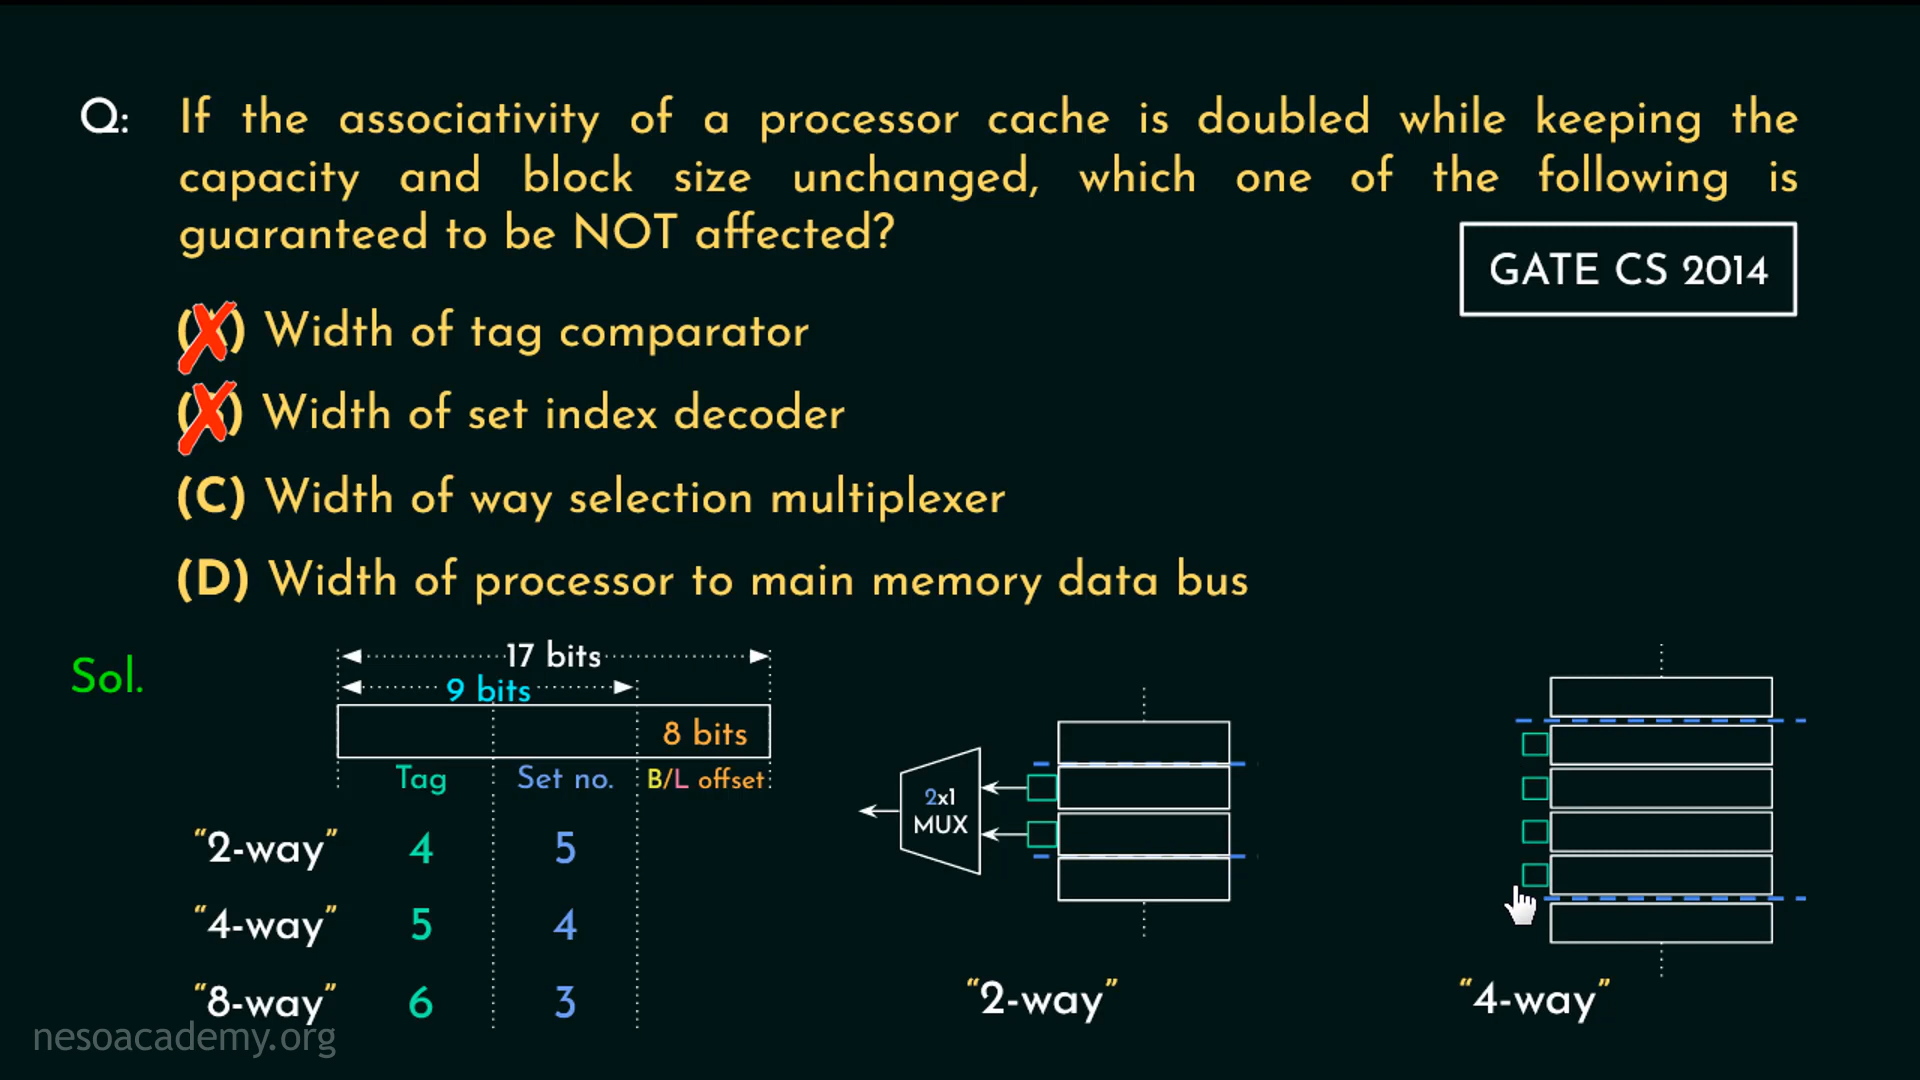 Q: If the associativity of a processor cache is doubled while keeping the
capacity and block size unchanged, which one of the following is
guaranteed to be NOT affected?
GATE CS 2014
( ) Width of tag comparator
( ) Width of set index decoder
(C) Width of way selection multiplexer
(D) Width of processor to main memory data bus
Sol.
17 bits
9 bits
8 bits
Tag Set no. B/L offset
"2-way" 4 5
"4-way" 5 4
"8-way" 6 3
2x1
MUX
"2-way"
"4-way"
nesoacademy.org